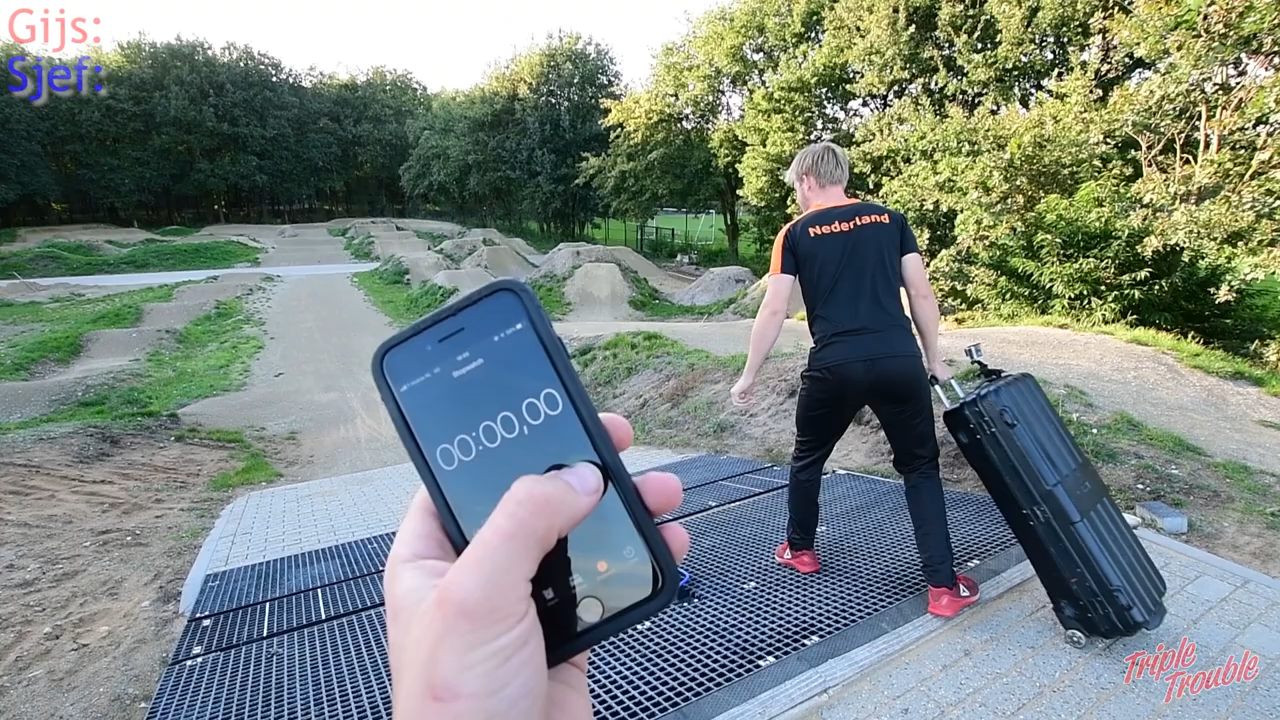 Gijs:
Sjef:
Nederland
Stopwatch
00:00,00
Triple
Trouble